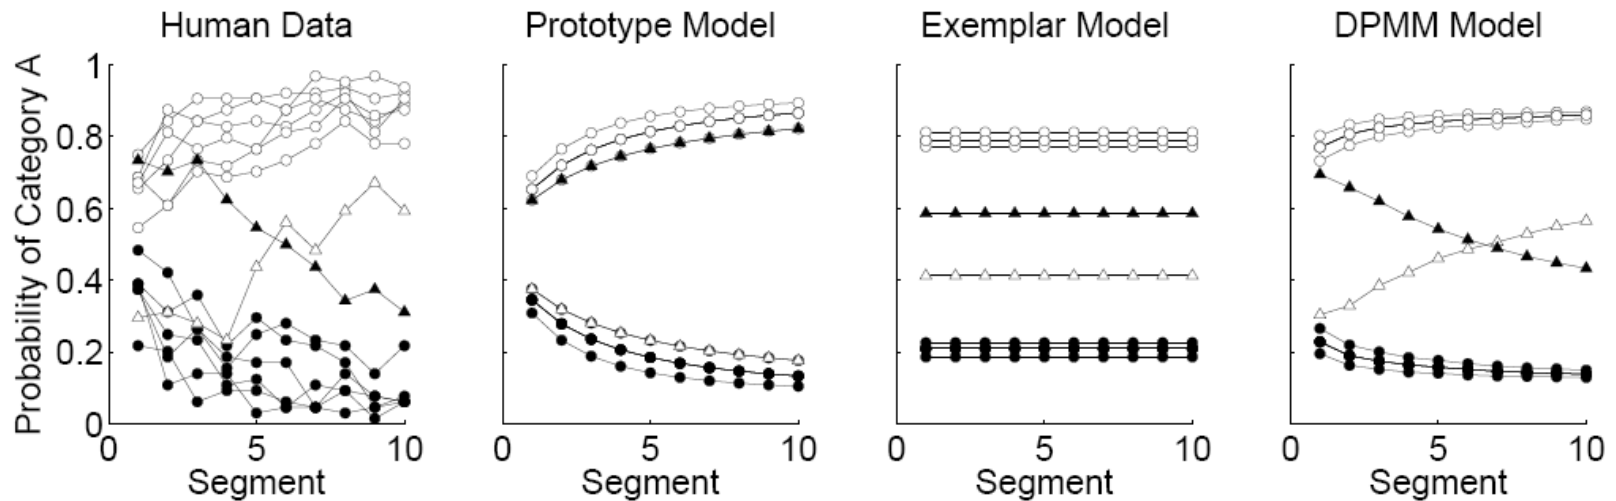 Human Data
Prototype Model
Exemplar Model
DPMM Model
Probability of Category A
1
0.8
0.6
0.4
0.2
0
0 5 10
0 5 10
0 5 10
0 5 10
Segment
Segment
Segment
Segment